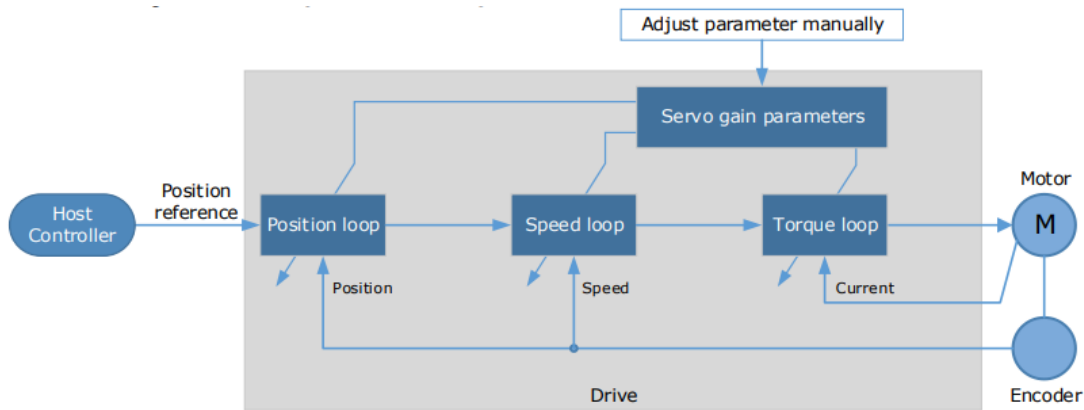 Adjust parameter manually
Servo gain parameters
Host
Controller
Position
reference
Position loop
Speed loop
Torque loop
Motor
M
Position
Speed
Current
Drive
Encoder